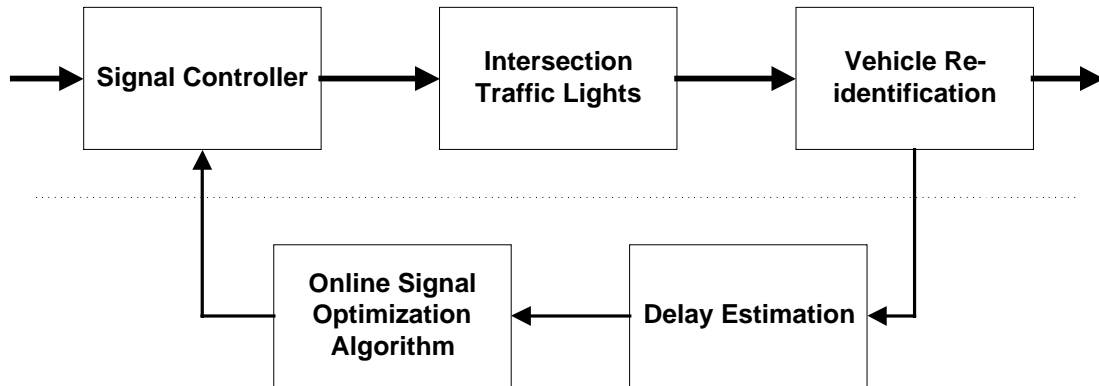 Signal Controller
Intersection
Traffic Lights
Vehicle Re-
identification
Online Signal
Optimization
Algorithm
Delay Estimation